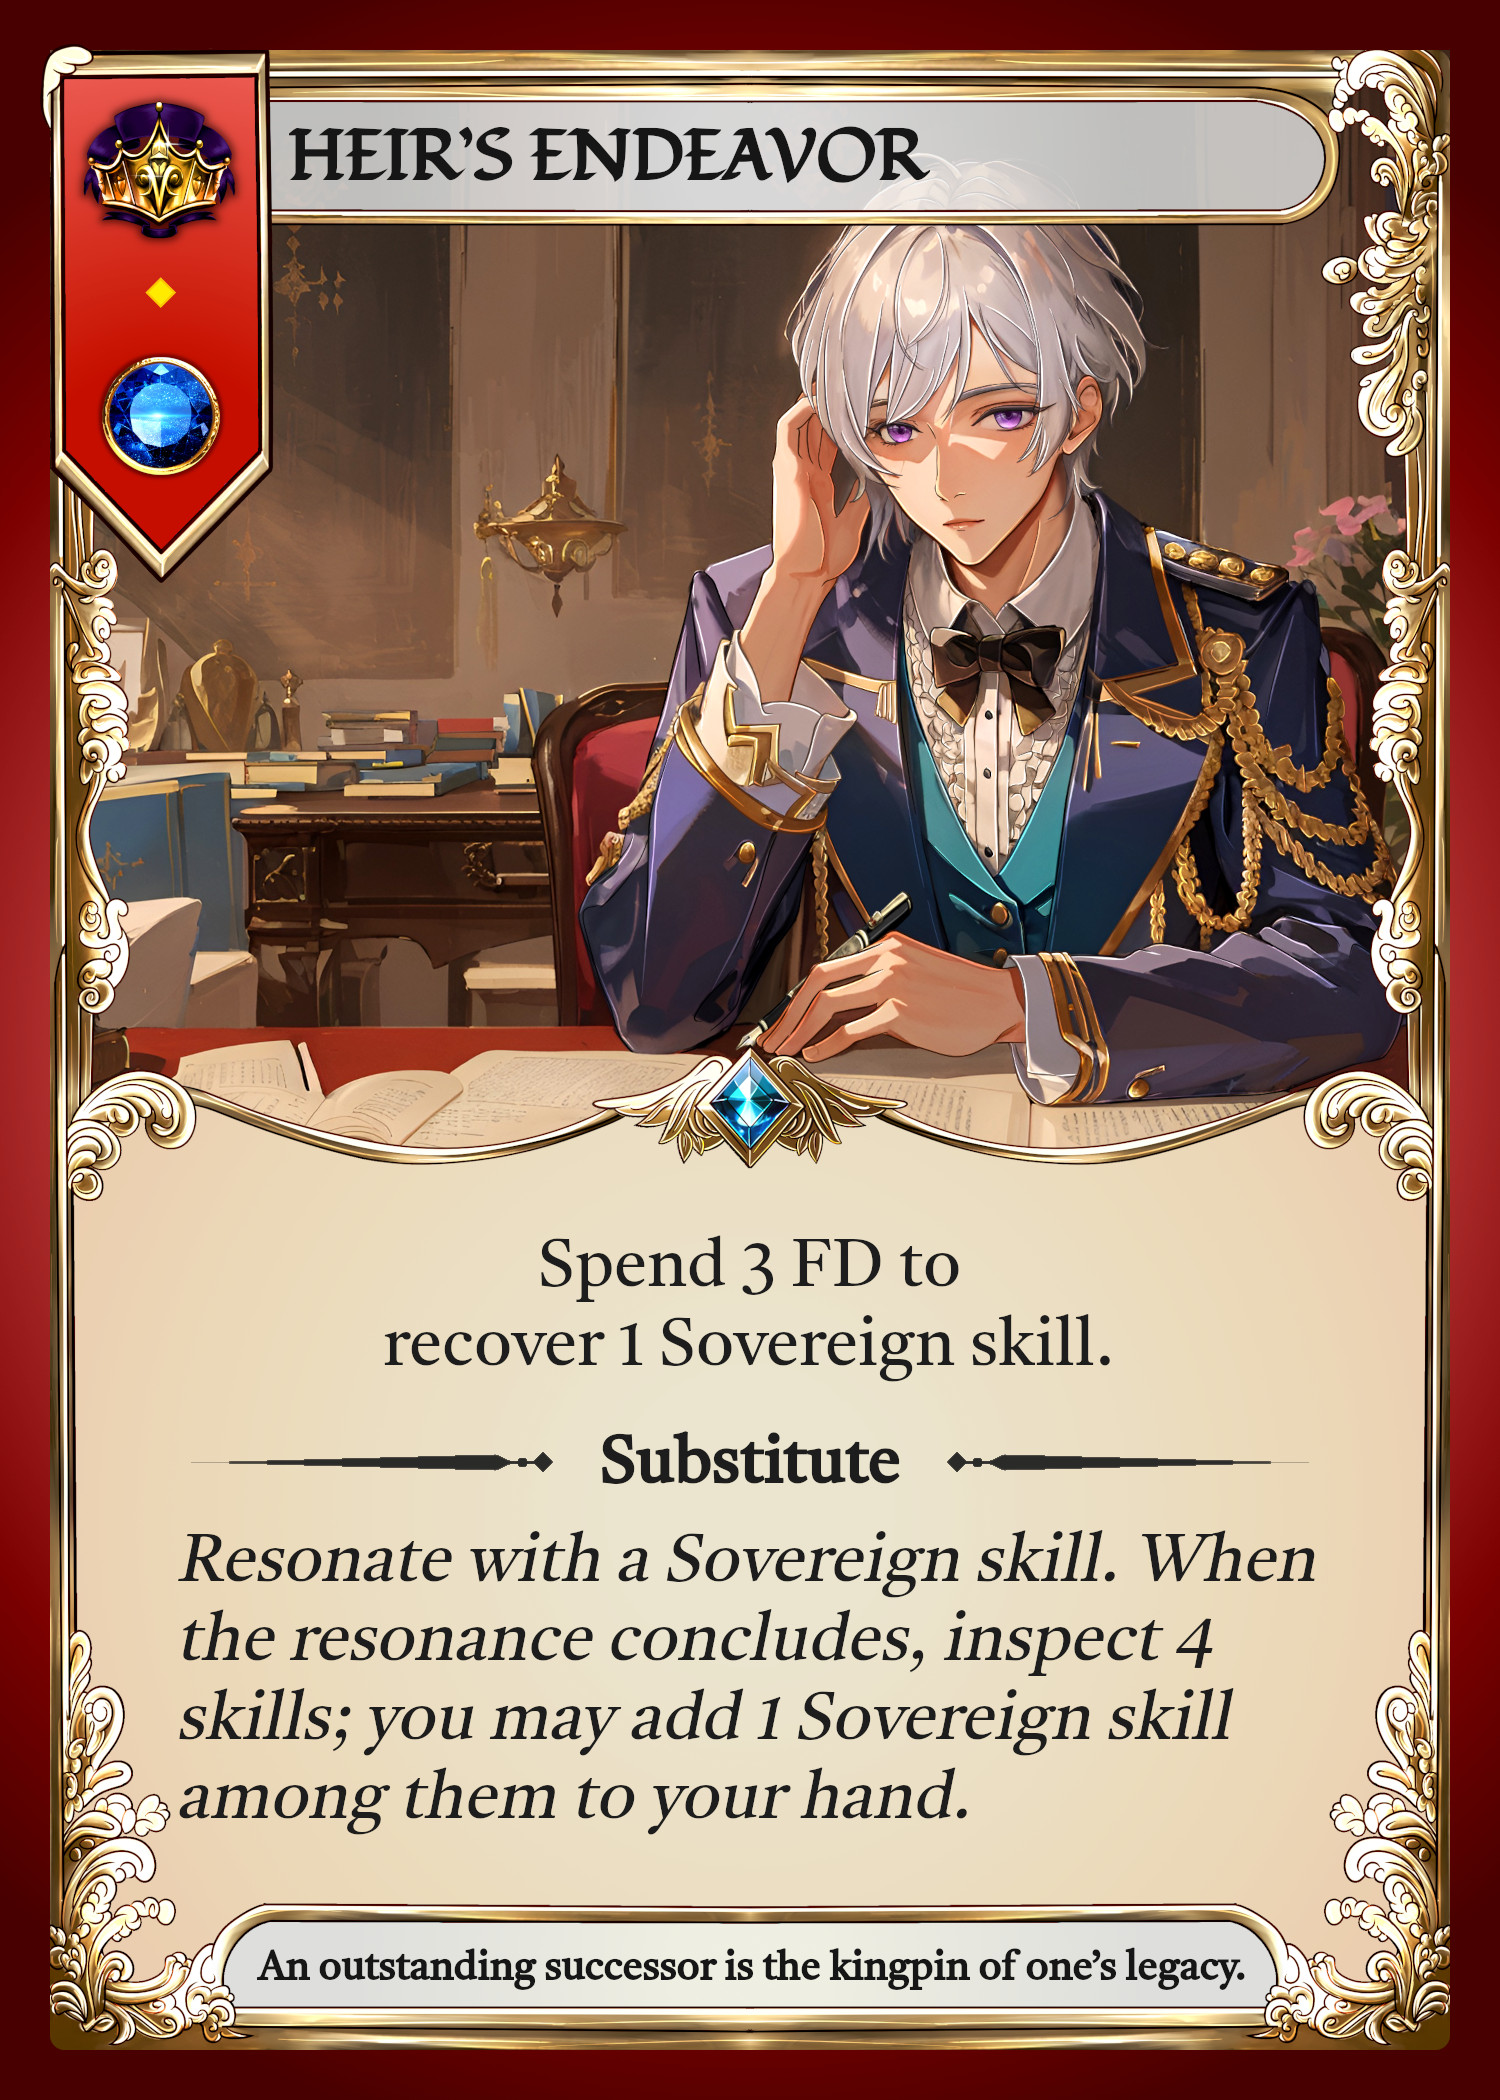 HEIR’S ENDEAVOR
Spend 3 FD to
recover 1 Sovereign skill.
Substitute
Resonate with a Sovereign skill. When
the resonance concludes, inspect 4
skills; you may add 1 Sovereign skill
among them to your hand.
An outstanding successor is the kingpin of one’s legacy.